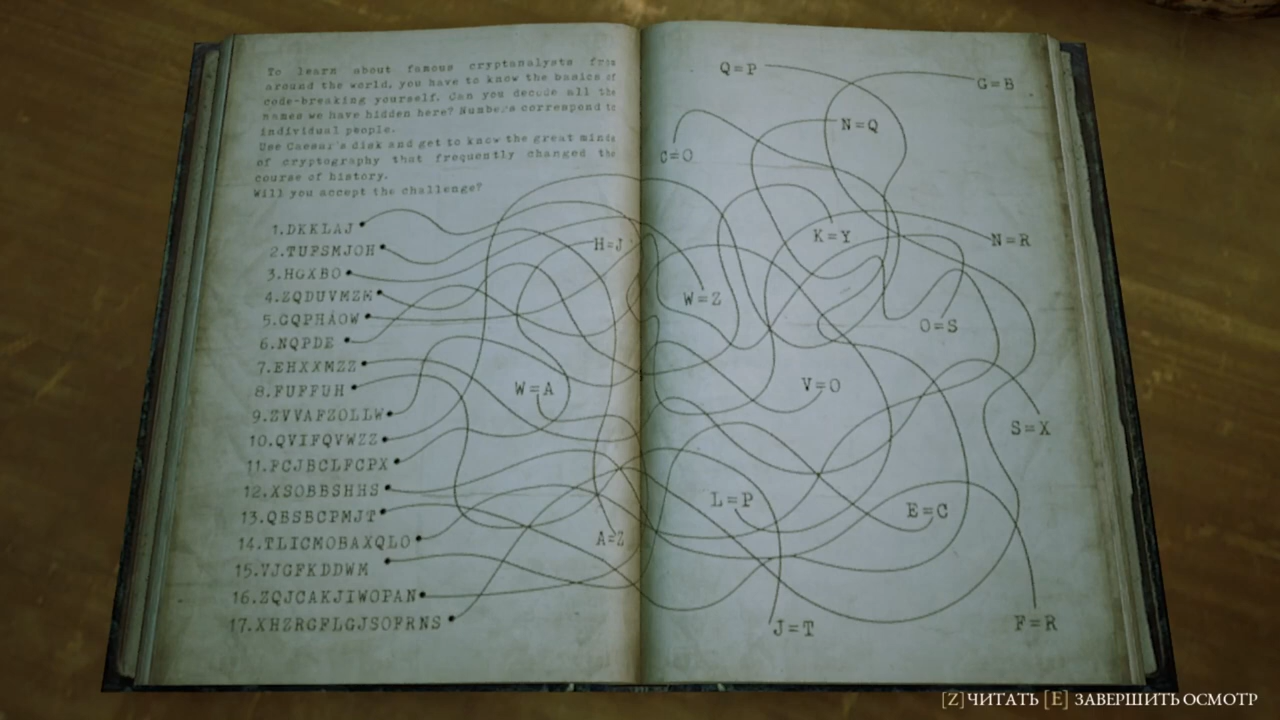 To learn about famous cryptanalysts from
around the world, you have to know the basics of
code-breaking yourself. Can you decode all the
names we have hidden here? Numbers correspond to
individual people.
Use Caesar's disk and get to know the great minds
of cryptography that frequently changed the
course of history.
Will you accept the challenge?
1.DKKLAJ
2.TUFSMJOH
3.HGXBO
4.ZQDUVMZM
5.CQPHAOW
6.NQPDE
7.EHXXMZZ
8.FUFFUH
9.ZVVAFZOLLW
10.QVIFQVWZZ
11.FCJBCLFCPX
12.XSOBBSHHS
13.QBSBCPMJT
14.TLICMOBAXQLO
15.VJGFKDDWM
16.ZQJCAKJIWOPAN
17.XHZRGFLGJSOFRNS
Q=P
G=B
N=Q
C=O
K=Y
N=R
H=J
W=Z
O=S
W=A
V=O
S=X
L=P
E=C
A=Z
J=T
F=R
[Z] ЧИТАТЬ [E] ЗАВЕРШИТЬ ОСМОТР